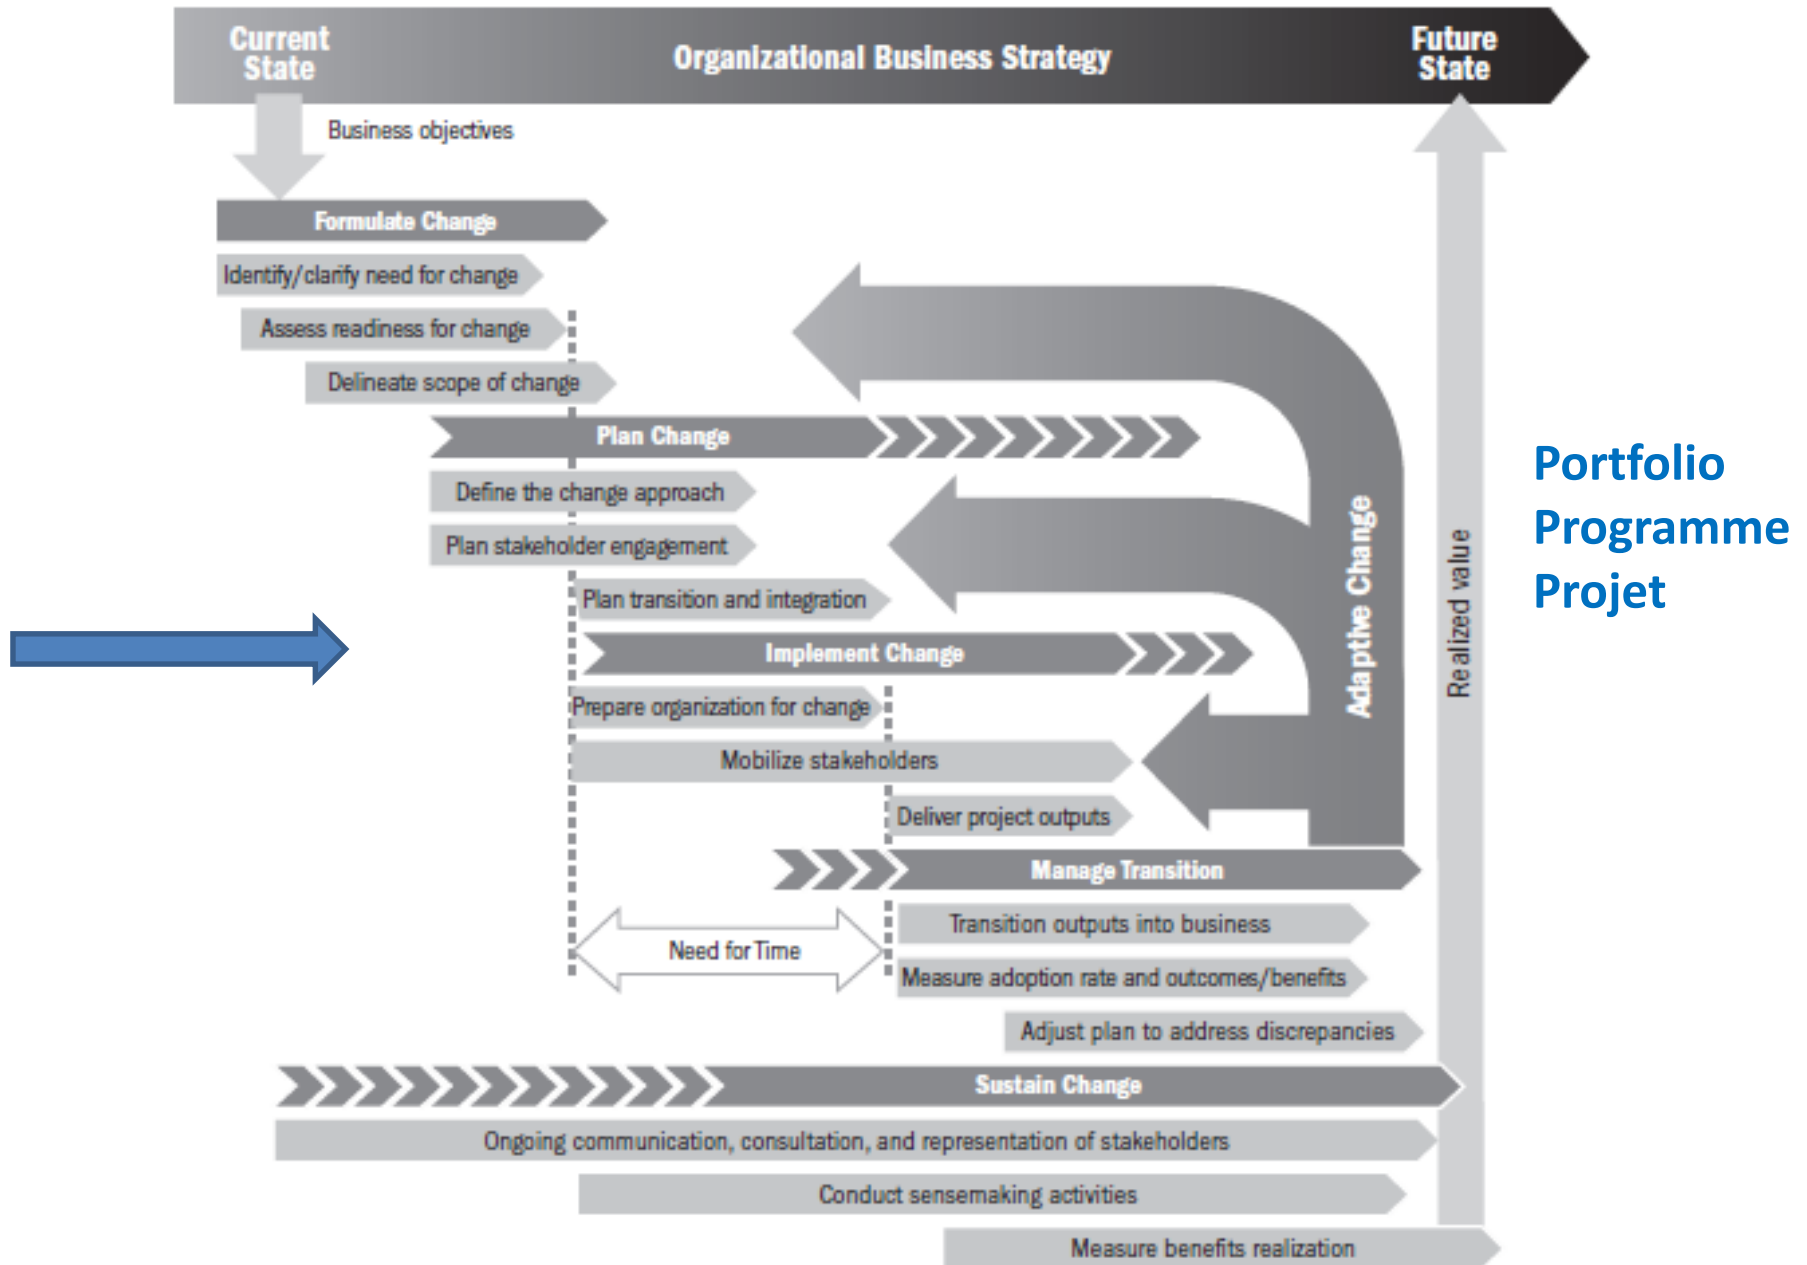 Current
State
Organizational Business Strategy
Future
State
Business objectives
Formulate Change
Identify/clarify need for change
Assess readiness for change
Delineate scope of change
Plan Change
Define the change approach
Plan stakeholder engagement
Plan transition and integration
Implement Change
Prepare organization for change
Mobilize stakeholders
Deliver project outputs
Manage Transition
Transition outputs into business
Need for Time
Measure adoption rate and outcomes/benefits
Adjust plan to address discrepancies
Sustain Change
Ongoing communication, consultation, and representation of stakeholders
Conduct sensemaking activities
Measure benefits realization
Adaptive Change
Realized value
Portfolio
Programme
Projet